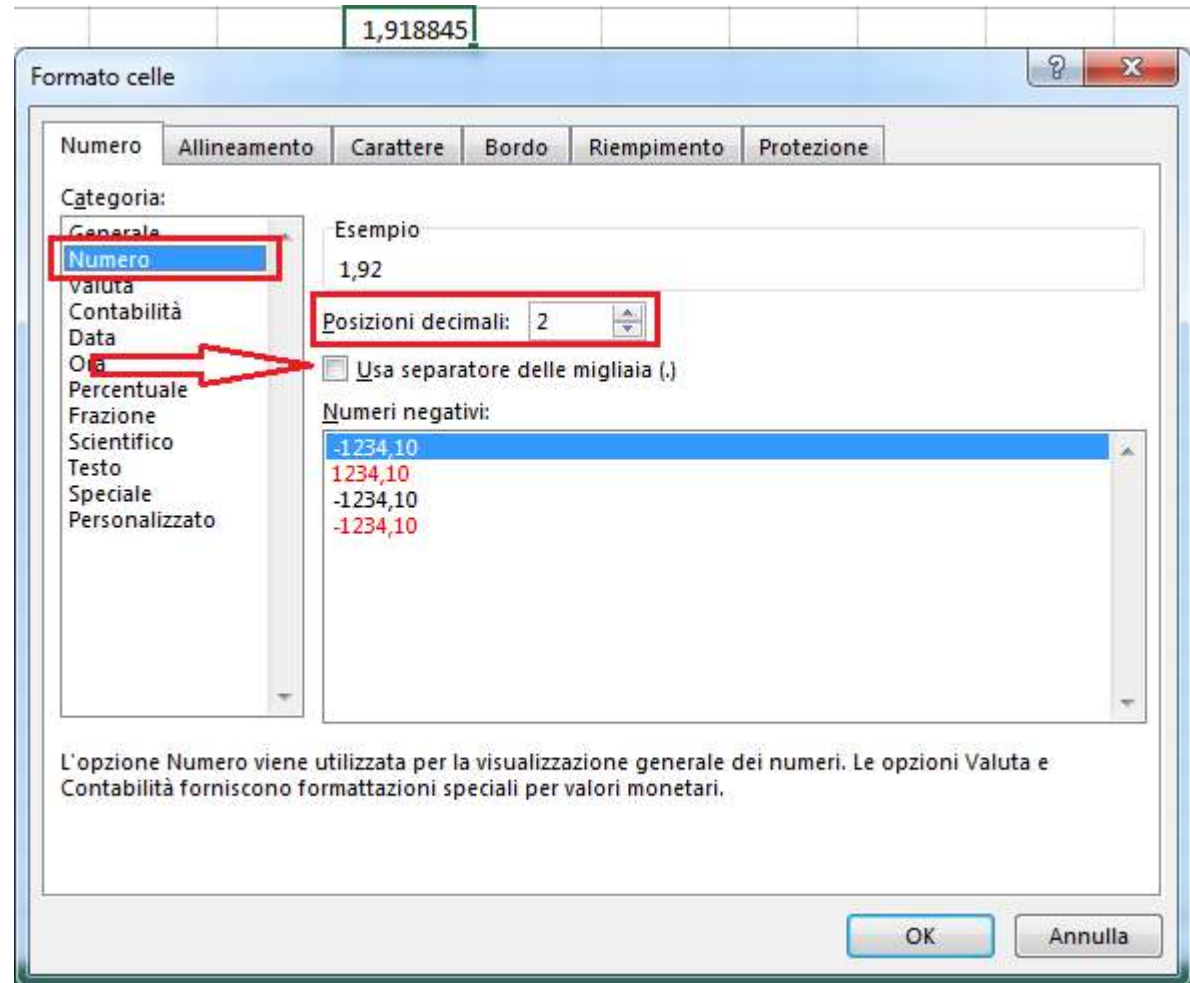 1,918845
Formato celle
Numero Allineamento Carattere Bordo Riempimento Protezione
Categoria:
Generale
Numero
Valuta
Contabilità
Data
Ora
Percentuale
Frazione
Scientifico
Testo
Speciale
Personalizzato
Esempio
1,92
Posizioni decimali: 2
Usa separatore delle migliaia (.)
Numeri negativi:
-1234,10
1234,10
-1234,10
-1234,10
L'opzione Numero viene utilizzata per la visualizzazione generale dei numeri. Le opzioni Valuta e
Contabilità forniscono formattazioni speciali per valori monetari.
OK Annulla